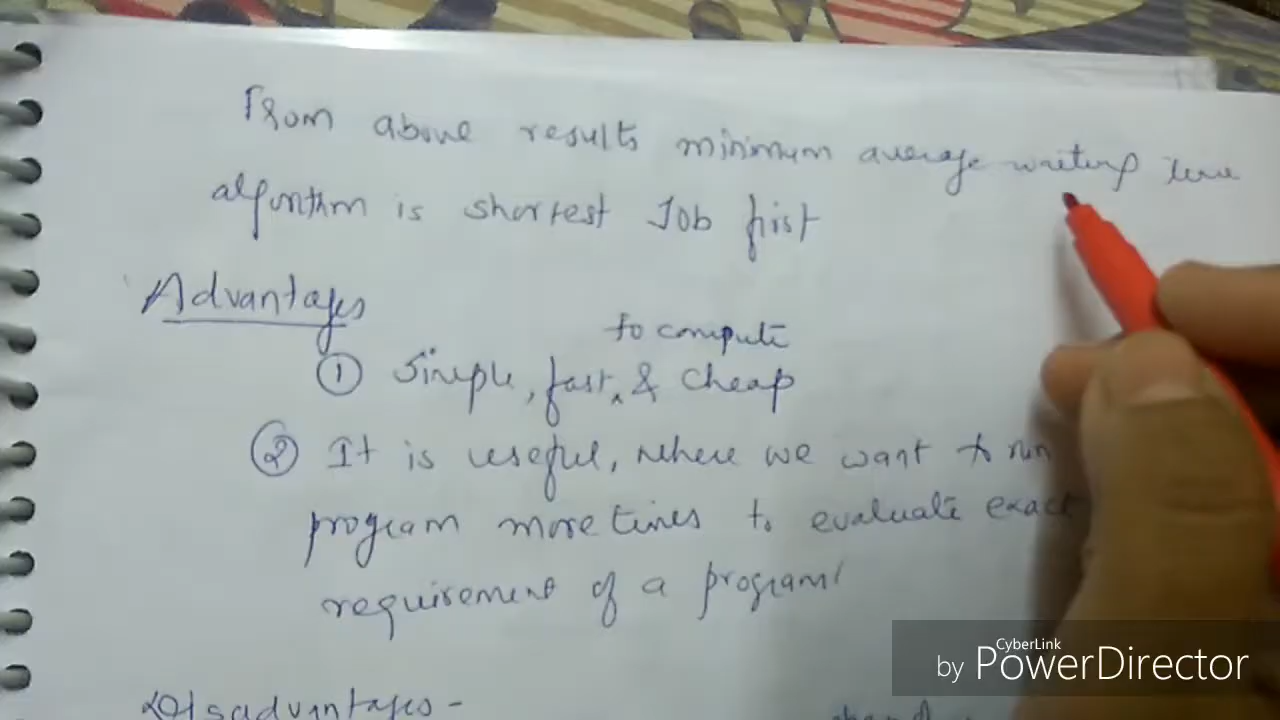 From above results minimum average waiting time
algorithm is shortest Job first
Advantages
to compute
① Simple, fast, & cheap
② It is useful, where we want to run
program more times to evaluate exact
requirement of a program
Disadvantages -
CyberLink
by PowerDirector